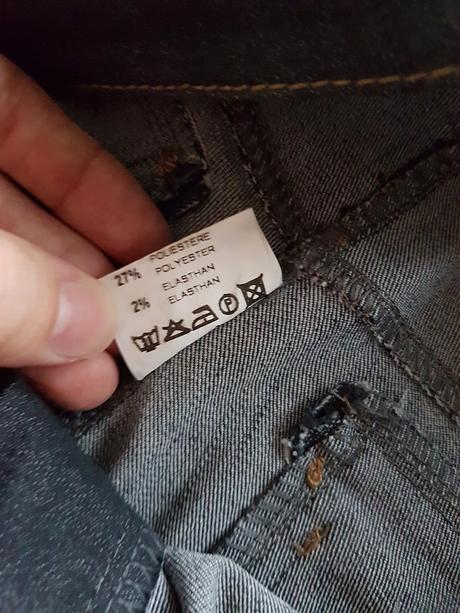 27% POLIESTERE
POLYESTER
2% ELASTHAN
ELASTHAN
P